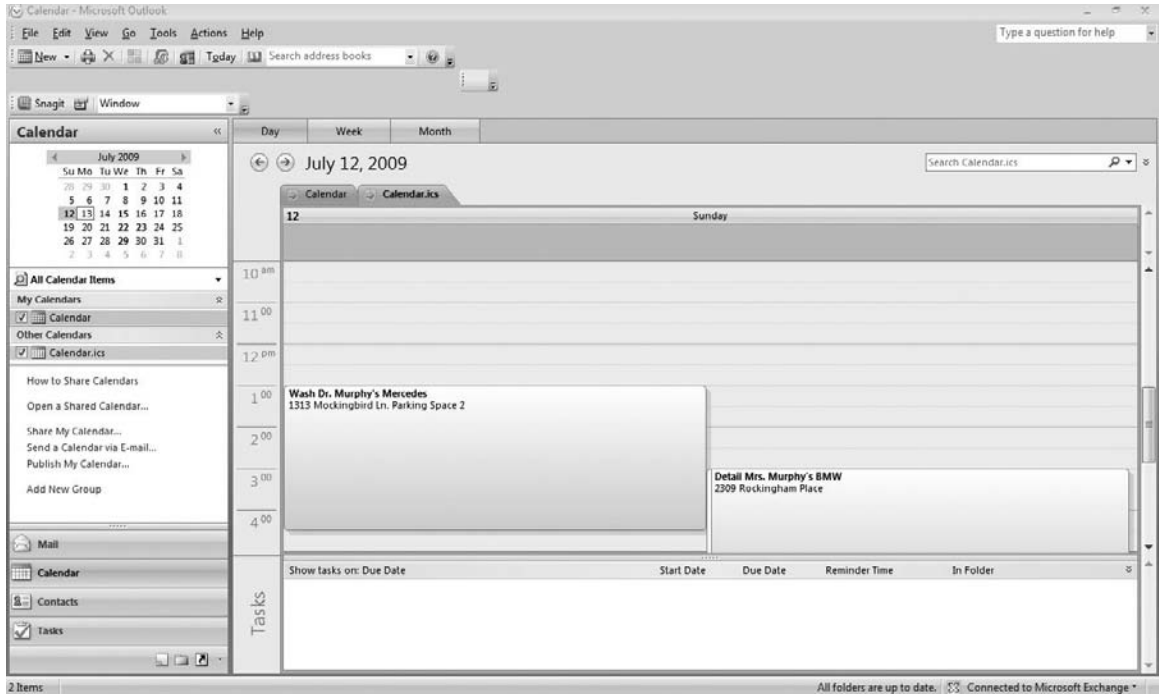 Calendar - Microsoft Outlook
File Edit View Go Tools Actions Help
Type a question for help
New Today Search address books
Snagit Window
Calendar «
Day Week Month
July 2009
Su Mo Tu We Th Fr Sa
28 29 30 1 2 3 4
5 6 7 8 9 10 11
12 13 14 15 16 17 18
19 20 21 22 23 24 25
26 27 28 29 30 31 1
2 3 4 5 6 7 8
July 12, 2009
Search Calendar.ics
Calendar Calendar.ics
12 Sunday
All Calendar Items
My Calendars
Calendar
Other Calendars
Calendar.ics
How to Share Calendars
Open a Shared Calendar...
Share My Calendar...
Send a Calendar via E-mail...
Publish My Calendar...
Add New Group
Mail
Calendar
Contacts
Tasks
10 am
11 00
12 pm
1 00
2 00
3 00
4 00
Wash Dr. Murphy's Mercedes
1313 Mockingbird Ln. Parking Space 2
Detail Mrs. Murphy's BMW
2309 Rockingham Place
Tasks
Show tasks on: Due Date Start Date Due Date Reminder Time In Folder
2 Items
All folders are up to date. Connected to Microsoft Exchange